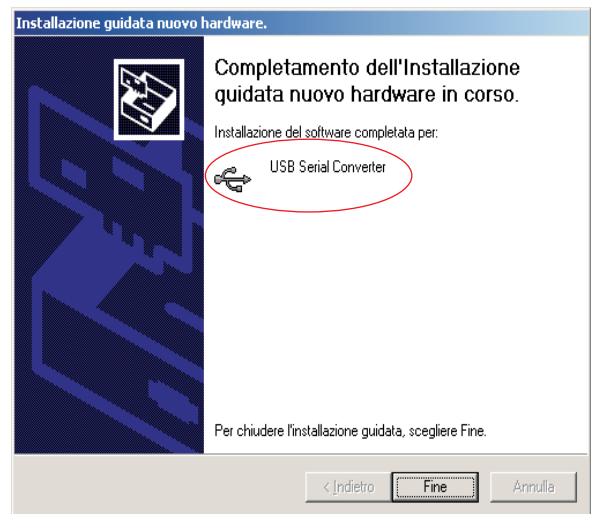 Installazione guidata nuovo hardware.
Completamento dell'Installazione
guidata nuovo hardware in corso.
Installazione del software completata per:
USB Serial Converter
Per chiudere l'installazione guidata, scegliere Fine.
< Indietro Fine Annulla